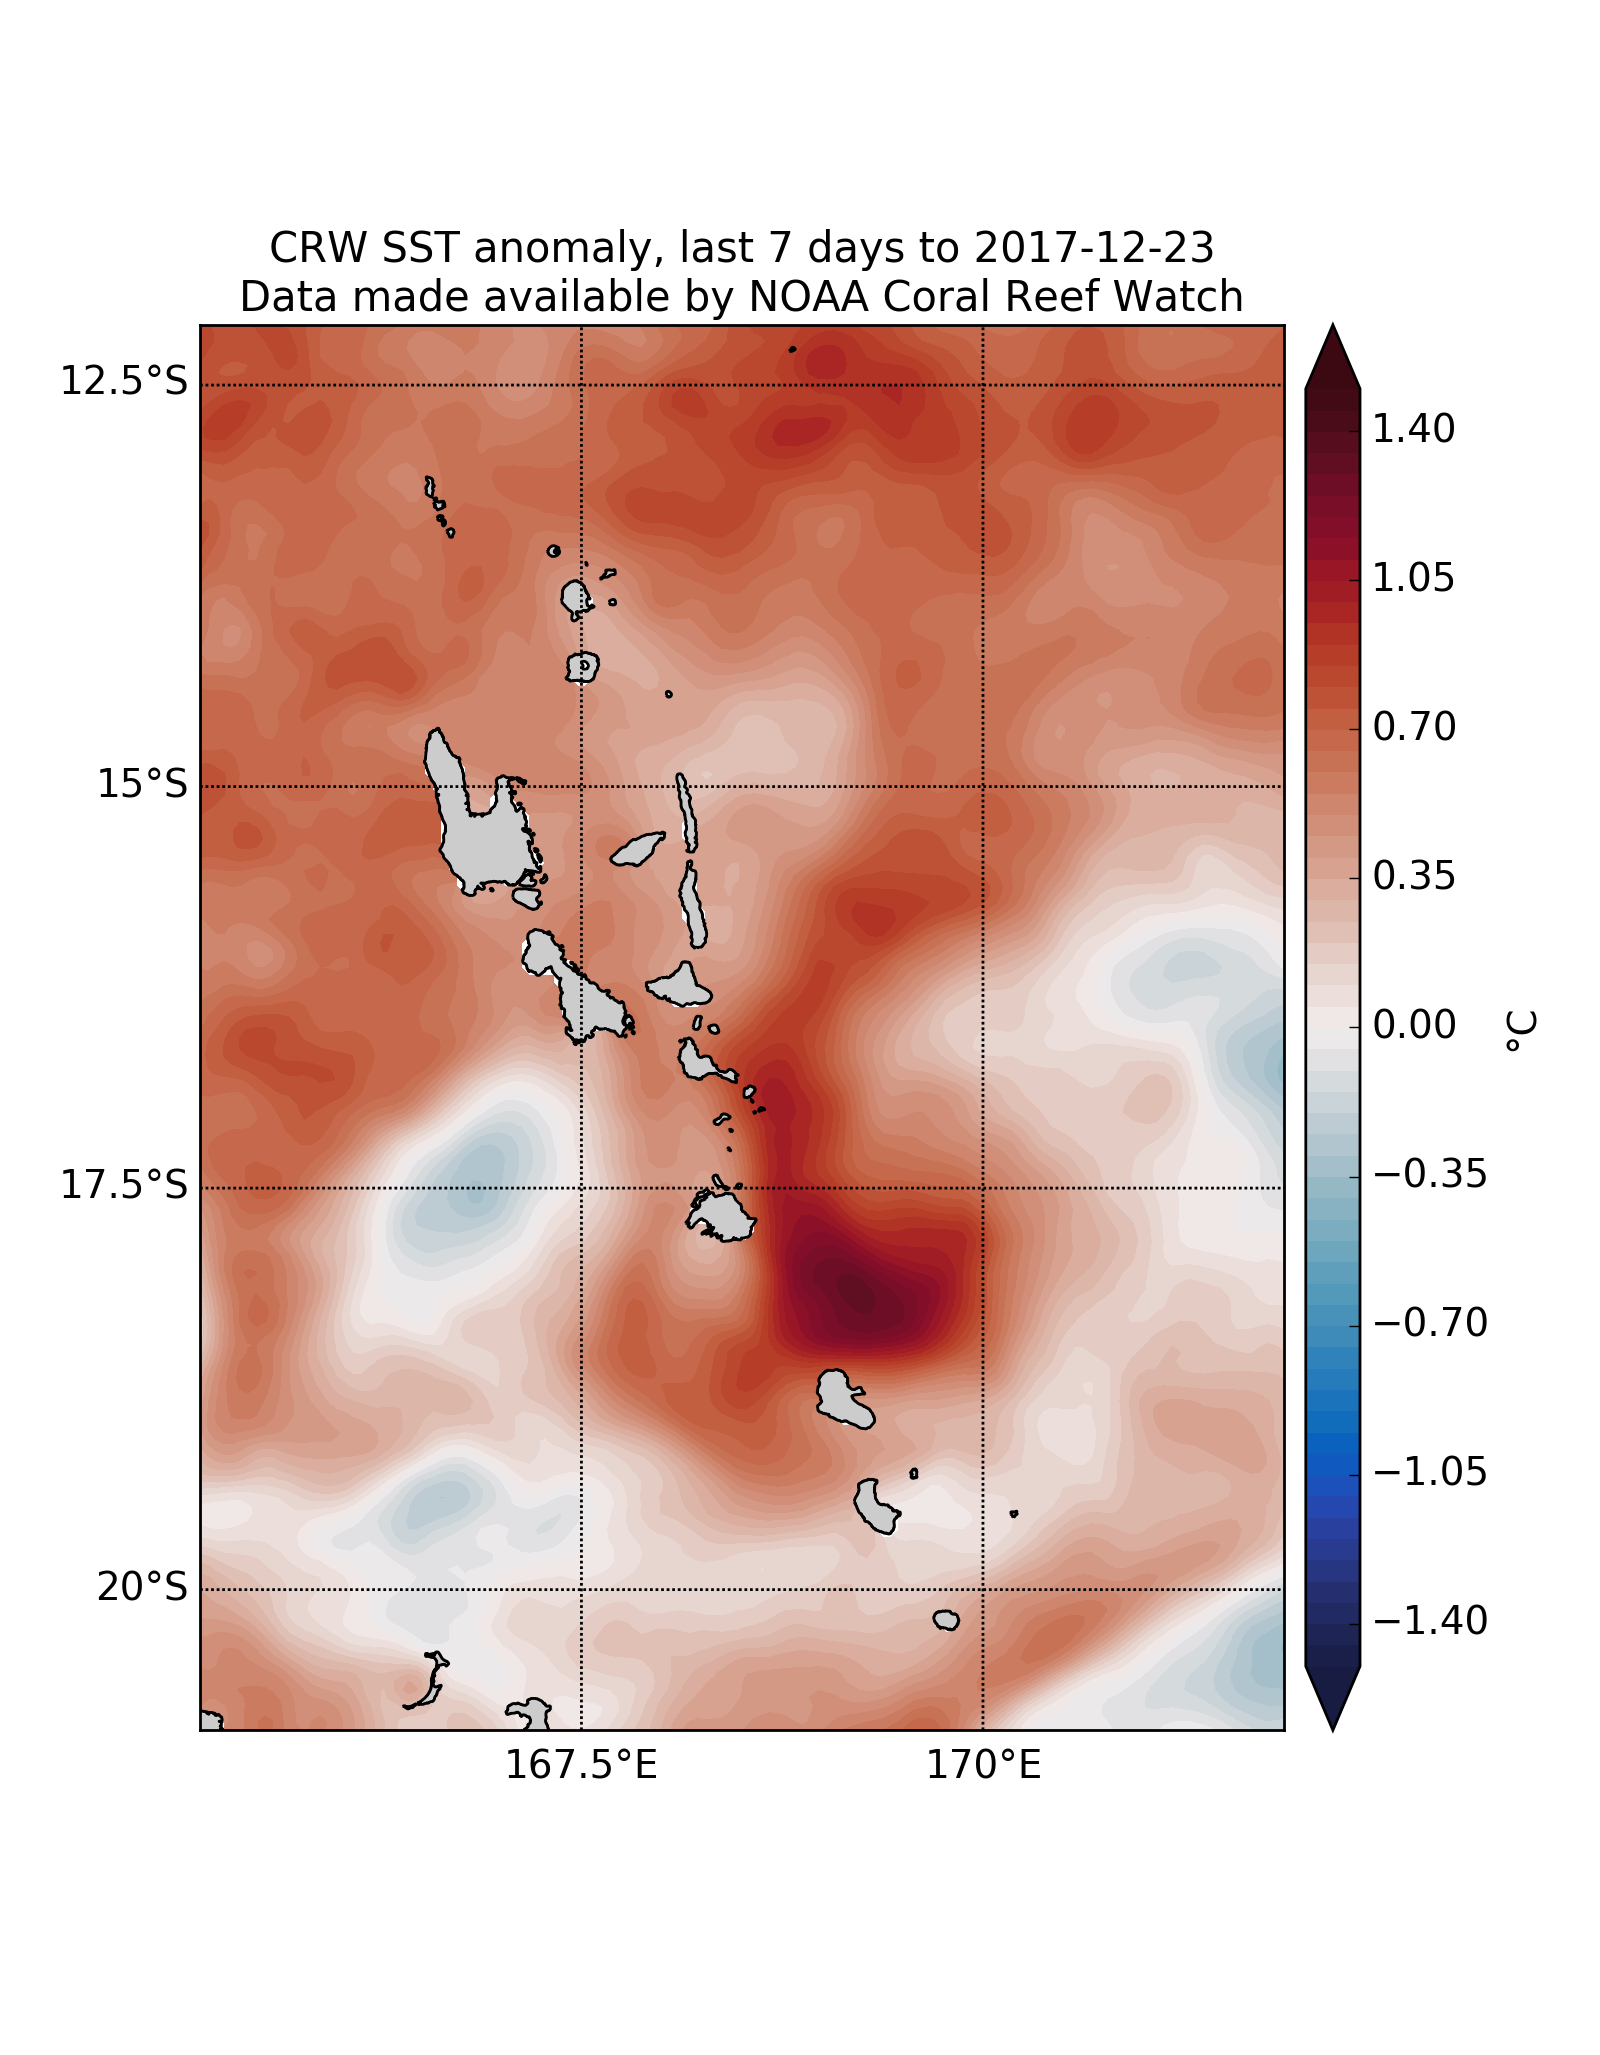 CRW SST anomaly, last 7 days to 2017-12-23
Data made available by NOAA Coral Reef Watch
12.5°S
15°S
17.5°S
20°S
167.5°E
170°E
1.40
1.05
0.70
0.35
0.00
−0.35
−0.70
−1.05
−1.40
°C